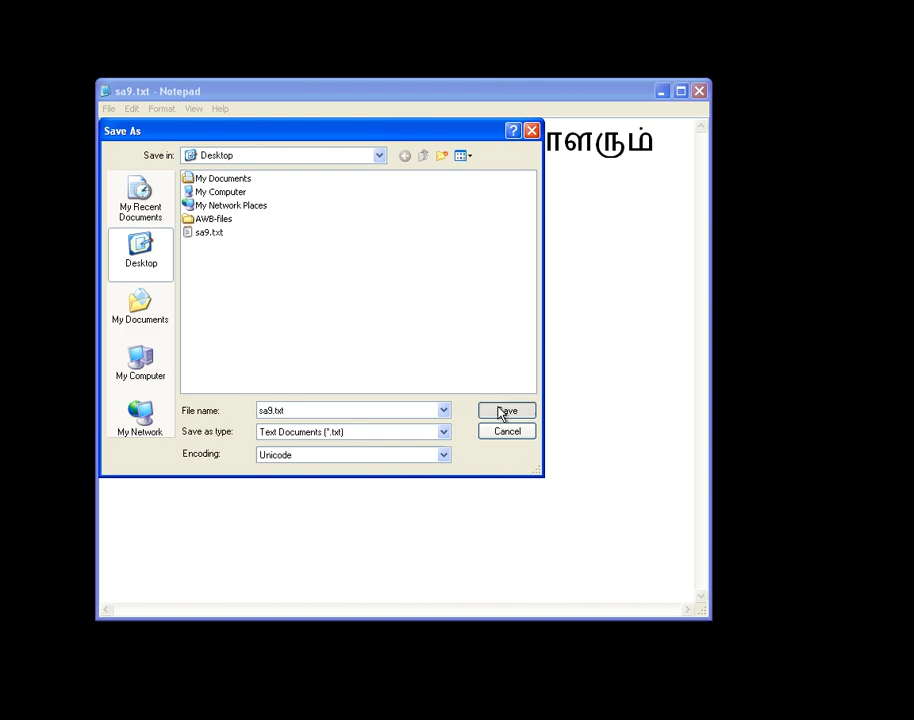 sa9.txt - Notepad
File Edit Format View Help
Save As
ாளரும்
Save in: Desktop
My Recent Documents
Desktop
My Documents
My Computer
My Network
My Documents
My Computer
My Network Places
AWB-files
sa9.txt
File name: sa9.txt Save
Save as type: Text Documents (*.txt) Cancel
Encoding: Unicode